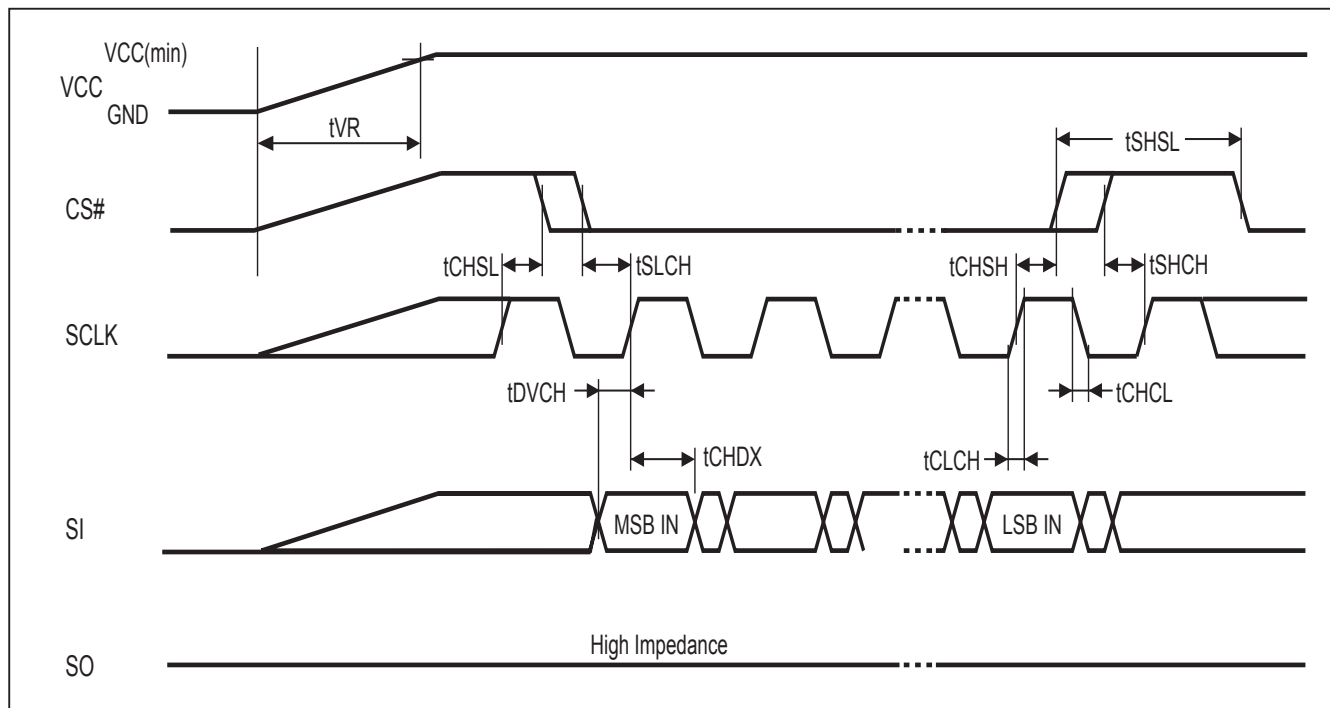 VCC(min)
VCC
GND
tVR
tSHSL
CS#
tCHSL
tSLCH
tCHSH
tSHCH
SCLK
tDVCH
tCHCL
tCHDX
tCLCH
SI
MSB IN
LSB IN
High Impedance
SO